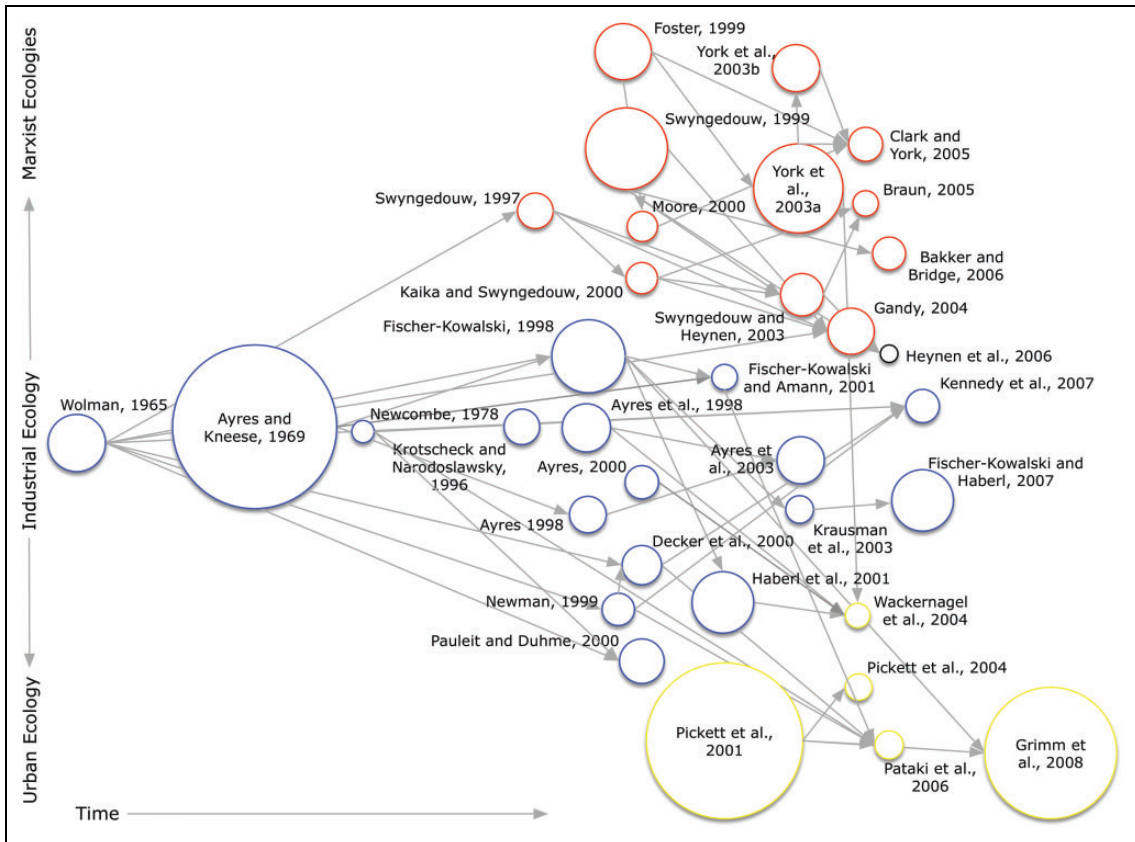 Marxist Ecologies
Industrial Ecology
Urban Ecology
Time
Foster, 1999
York et al.,
2003b
Swyngedouw, 1999
Clark and
York, 2005
York et
al.,
2003a
Swyngedouw, 1997
Moore, 2000
Braun, 2005
Bakker and
Bridge, 2006
Kaika and Swyngedouw, 2000
Swyngedouw and
Heynen, 2003
Gandy, 2004
Fischer-Kowalski, 1998
Heynen et al., 2006
Fischer-Kowalski
and Amann, 2001
Kennedy et al., 2007
Wolman, 1965
Ayres and
Kneese, 1969
Newcombe, 1978
Ayres et al., 1998
Krotscheck and
Narodoslawsky,
1996
Ayres, 2000
Ayres et
al., 2003
Fischer-Kowalski and
Haberl, 2007
Ayres 1998
Krausman
et al., 2003
Decker et al., 2000
Haberl et al., 2001
Newman, 1999
Wackernagel
et al., 2004
Pauleit and Duhme, 2000
Pickett et al., 2004
Pickett et al.,
2001
Pataki et al.,
2006
Grimm et
al., 2008